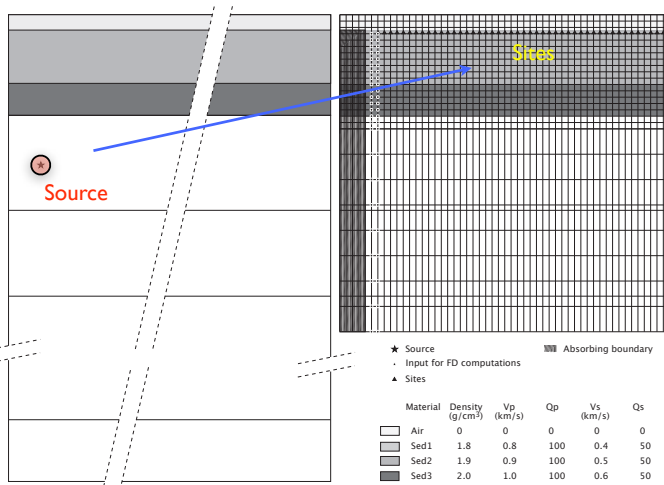 Sites
Source
Source
Absorbing boundary
Input for FD computations
Sites
Material Density (g/cm³) Vp (km/s) Qp Vs (km/s) Qs
Air 0 0 0 0 0
Sed1 1.8 0.8 100 0.4 50
Sed2 1.9 0.9 100 0.5 50
Sed3 2.0 1.0 100 0.6 50